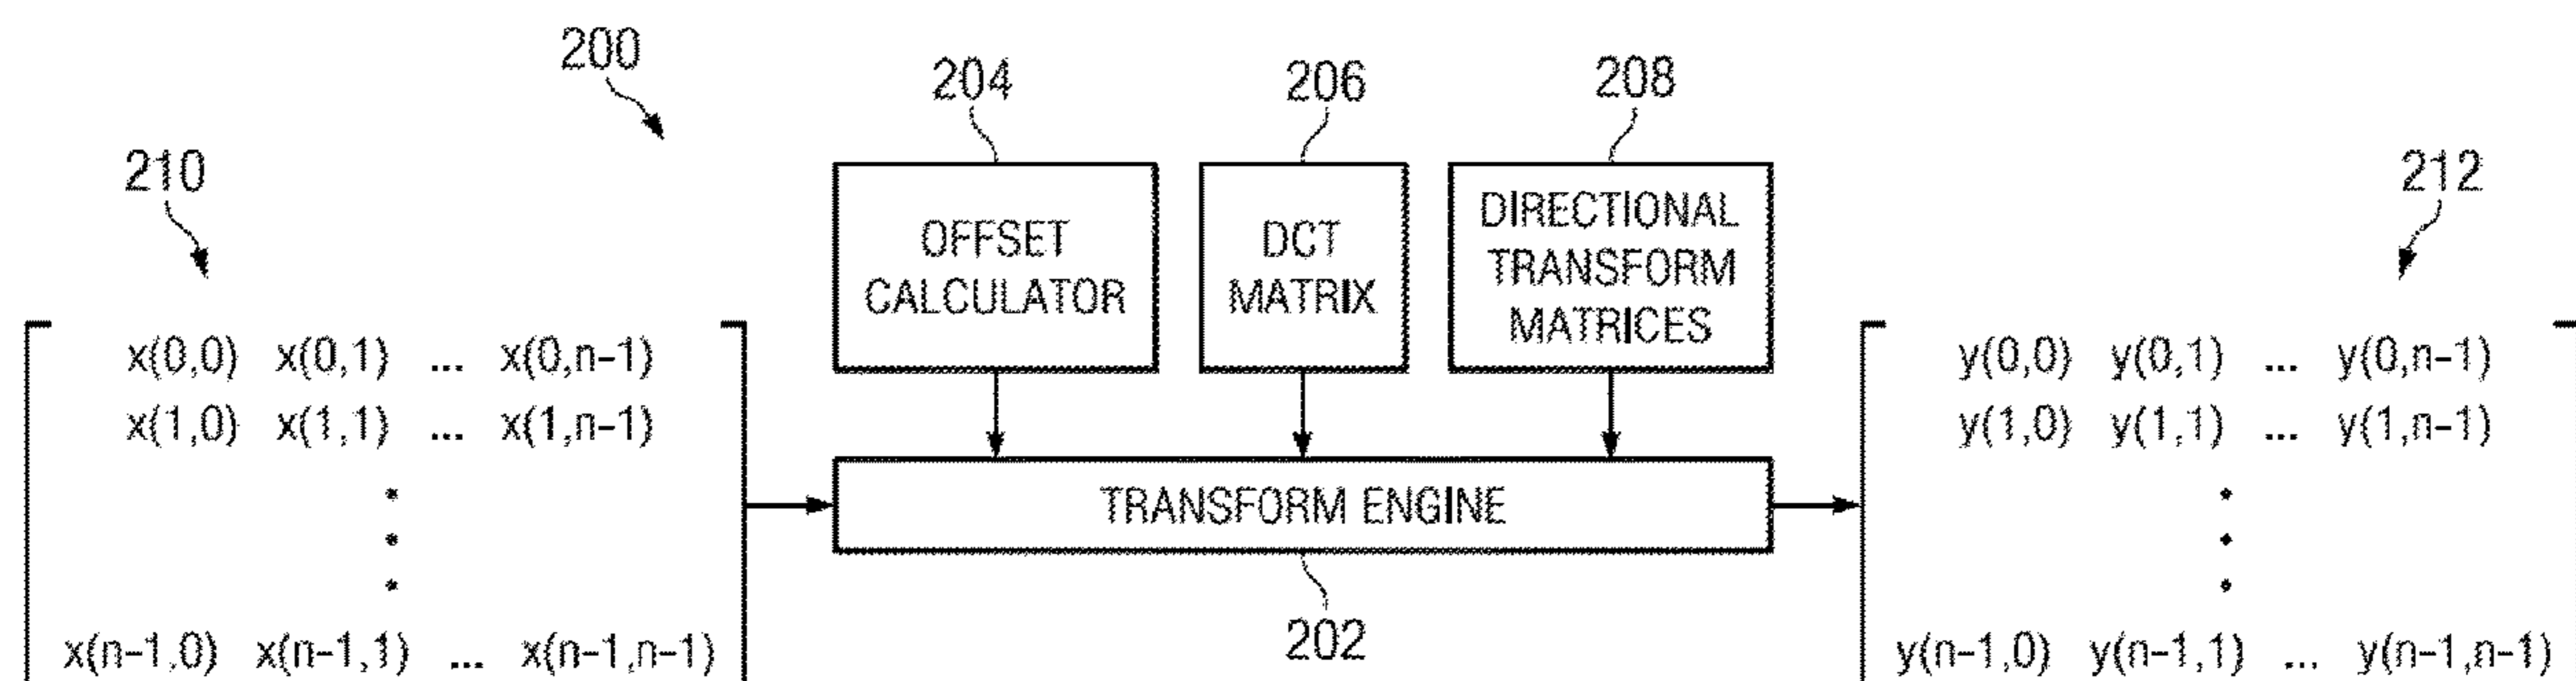 200
204
206
208
210
212
OFFSET
CALCULATOR
DCT
MATRIX
DIRECTIONAL
TRANSFORM
MATRICES
x(0,0) x(0,1) ... x(0,n-1)
x(1,0) x(1,1) ... x(1,n-1)
x(n-1,0) x(n-1,1) ... x(n-1,n-1)
TRANSFORM ENGINE
202
y(0,0) y(0,1) ... y(0,n-1)
y(1,0) y(1,1) ... y(1,n-1)
y(n-1,0) y(n-1,1) ... y(n-1,n-1)